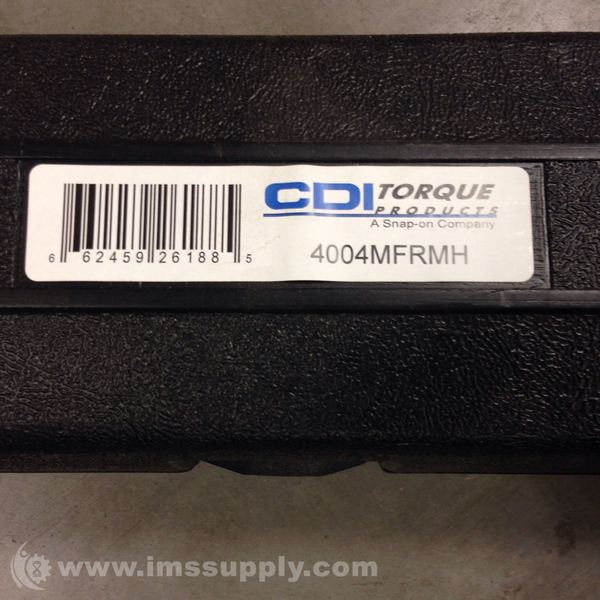 CDI TORQUE
PRODUCTS
A Snap-on Company
6 62459 26188 5
4004MFRMH
www.imssupply.com